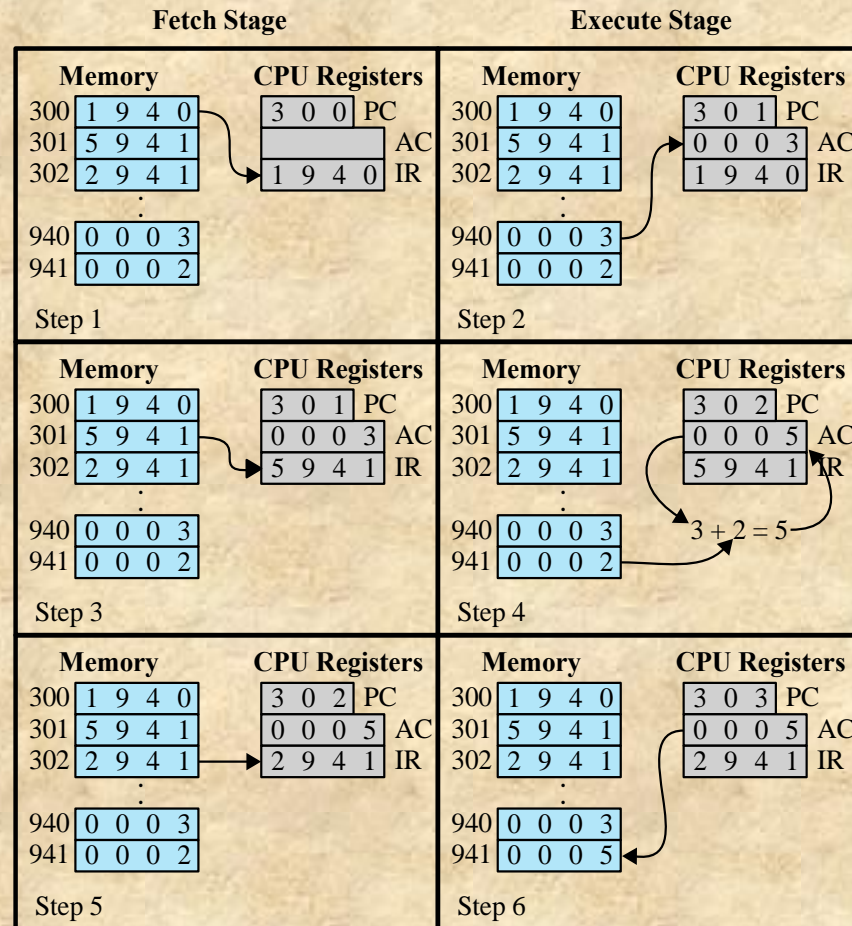 Fetch Stage Execute Stage
Memory CPU Registers
300 1 9 4 0 3 0 0 PC
301 5 9 4 1 AC
302 2 9 4 1 1 9 4 0 IR
940 0 0 0 3
941 0 0 0 2
Step 1
Memory CPU Registers
300 1 9 4 0 3 0 1 PC
301 5 9 4 1 0 0 0 3 AC
302 2 9 4 1 1 9 4 0 IR
940 0 0 0 3
941 0 0 0 2
Step 2
Memory CPU Registers
300 1 9 4 0 3 0 1 PC
301 5 9 4 1 0 0 0 3 AC
302 2 9 4 1 5 9 4 1 IR
940 0 0 0 3
941 0 0 0 2
Step 3
Memory CPU Registers
300 1 9 4 0 3 0 2 PC
301 5 9 4 1 0 0 0 5 AC
302 2 9 4 1 5 9 4 1 IR
940 0 0 0 3 3 + 2 = 5
941 0 0 0 2
Step 4
Memory CPU Registers
300 1 9 4 0 3 0 2 PC
301 5 9 4 1 0 0 0 5 AC
302 2 9 4 1 2 9 4 1 IR
940 0 0 0 3
941 0 0 0 2
Step 5
Memory CPU Registers
300 1 9 4 0 3 0 3 PC
301 5 9 4 1 0 0 0 5 AC
302 2 9 4 1 2 9 4 1 IR
940 0 0 0 3
941 0 0 0 5
Step 6